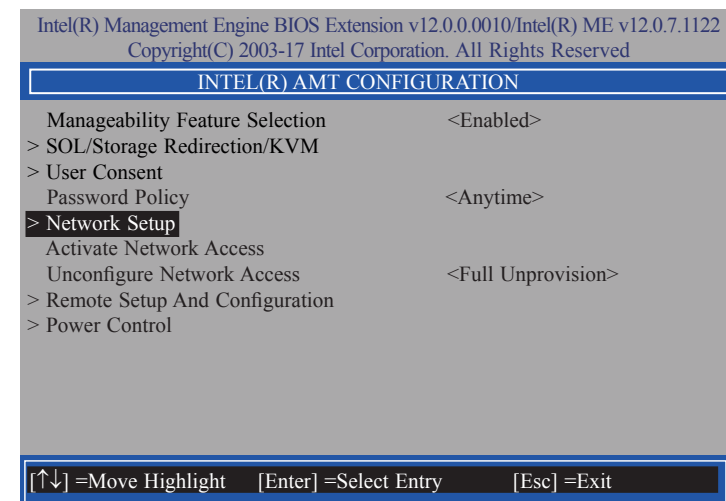 Intel(R) Management Engine BIOS Extension v12.0.0.0010/Intel(R) ME v12.0.7.1122
Copyright(C) 2003-17 Intel Corporation. All Rights Reserved
INTEL(R) AMT CONFIGURATION
Manageability Feature Selection <Enabled>
> SOL/Storage Redirection/KVM
> User Consent
Password Policy <Anytime>
> Network Setup
Activate Network Access
Unconfigure Network Access <Full Unprovision>
> Remote Setup And Configuration
> Power Control
[↑↓] =Move Highlight [Enter] =Select Entry [Esc] =Exit